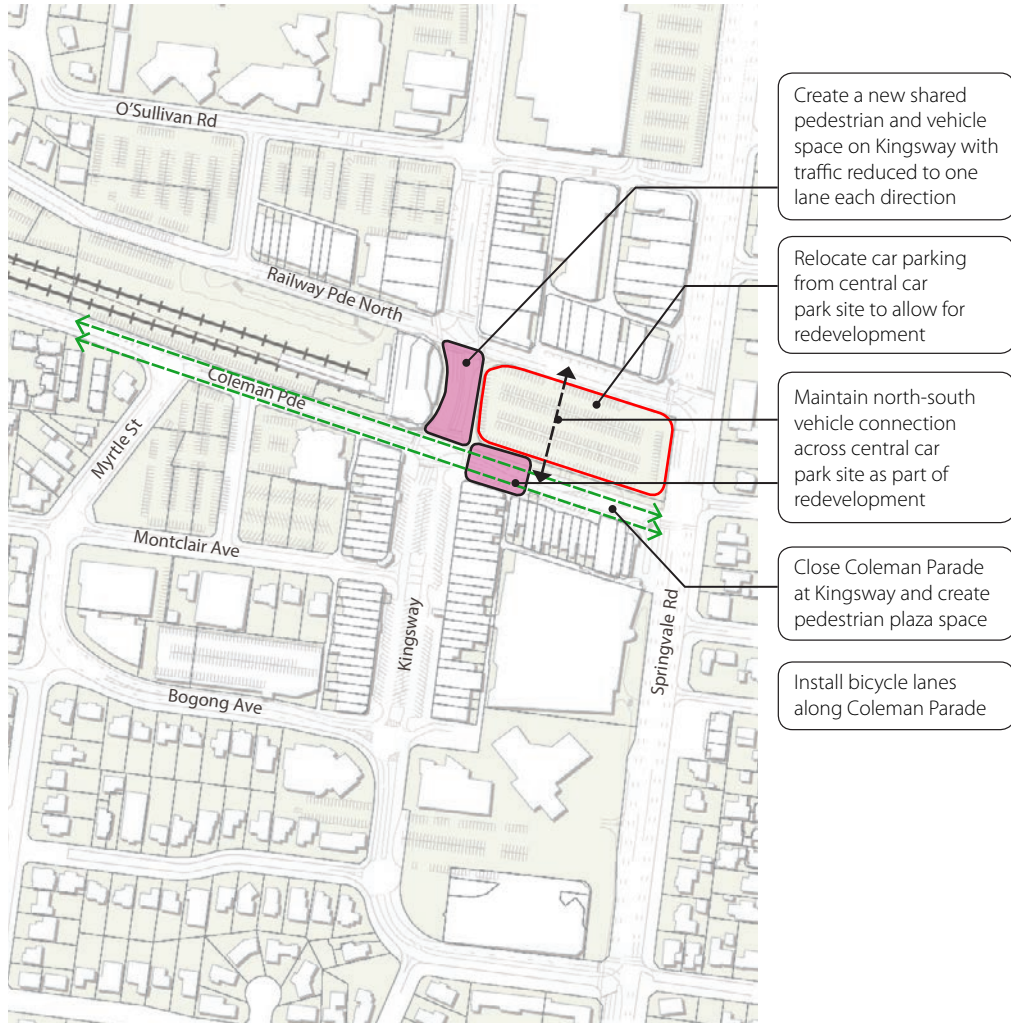 O'Sullivan Rd
Railway Pde North
Coleman Pde
Myrtle St
Montclair Ave
Kingsway
Bogong Ave
Springvale Rd
Create a new shared
pedestrian and vehicle
space on Kingsway with
traffic reduced to one
lane each direction
Relocate car parking
from central car
park site to allow for
redevelopment
Maintain north-south
vehicle connection
across central car
park site as part of
redevelopment
Close Coleman Parade
at Kingsway and create
pedestrian plaza space
Install bicycle lanes
along Coleman Parade